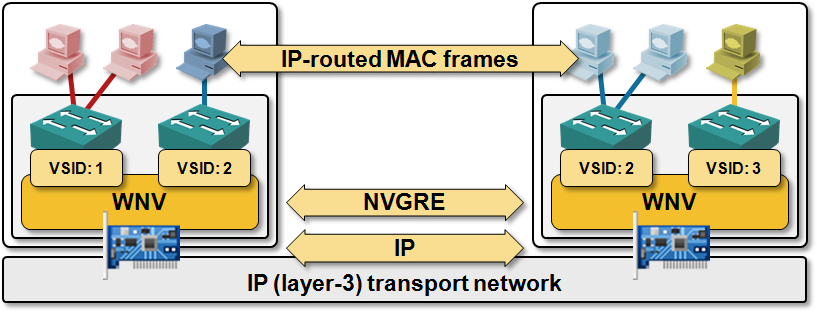 IP-routed MAC frames
VSID: 1
VSID: 2
VSID: 2
VSID: 3
WNV
NVGRE
WNV
IP
IP (layer-3) transport network